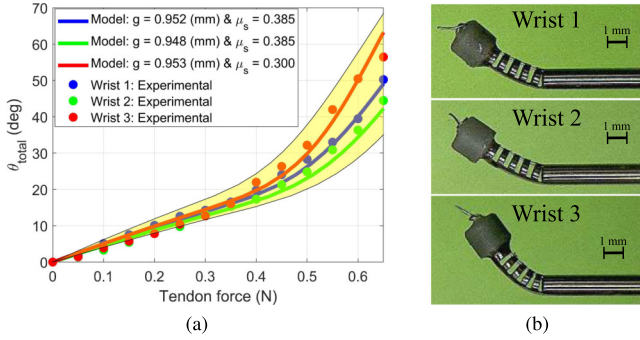 70
60
50
40
30
20
10
0
θtotal (deg)
Model: g = 0.952 (mm) & μs = 0.385
Model: g = 0.948 (mm) & μs = 0.385
Model: g = 0.953 (mm) & μs = 0.300
Wrist 1: Experimental
Wrist 2: Experimental
Wrist 3: Experimental
0 0.1 0.2 0.3 0.4 0.5 0.6
Tendon force (N)
(a)
Wrist 1
1 mm
Wrist 2
1 mm
Wrist 3
1 mm
(b)